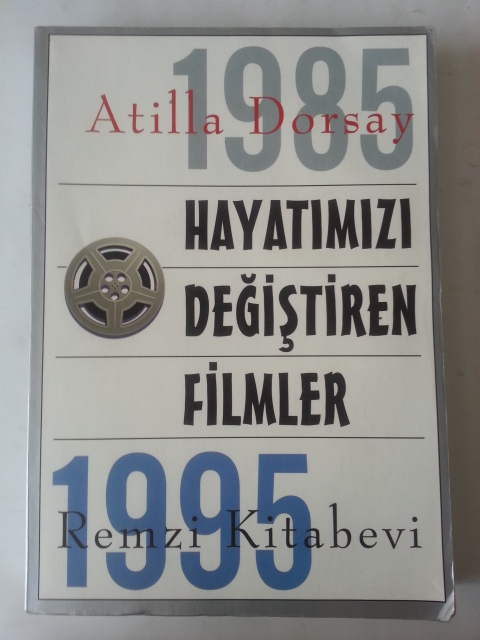 1985
Atilla Dorsay
HAYATIMIZI
DEĞİŞTİREN
FİLMLER
1995
Remzi Kitabevi